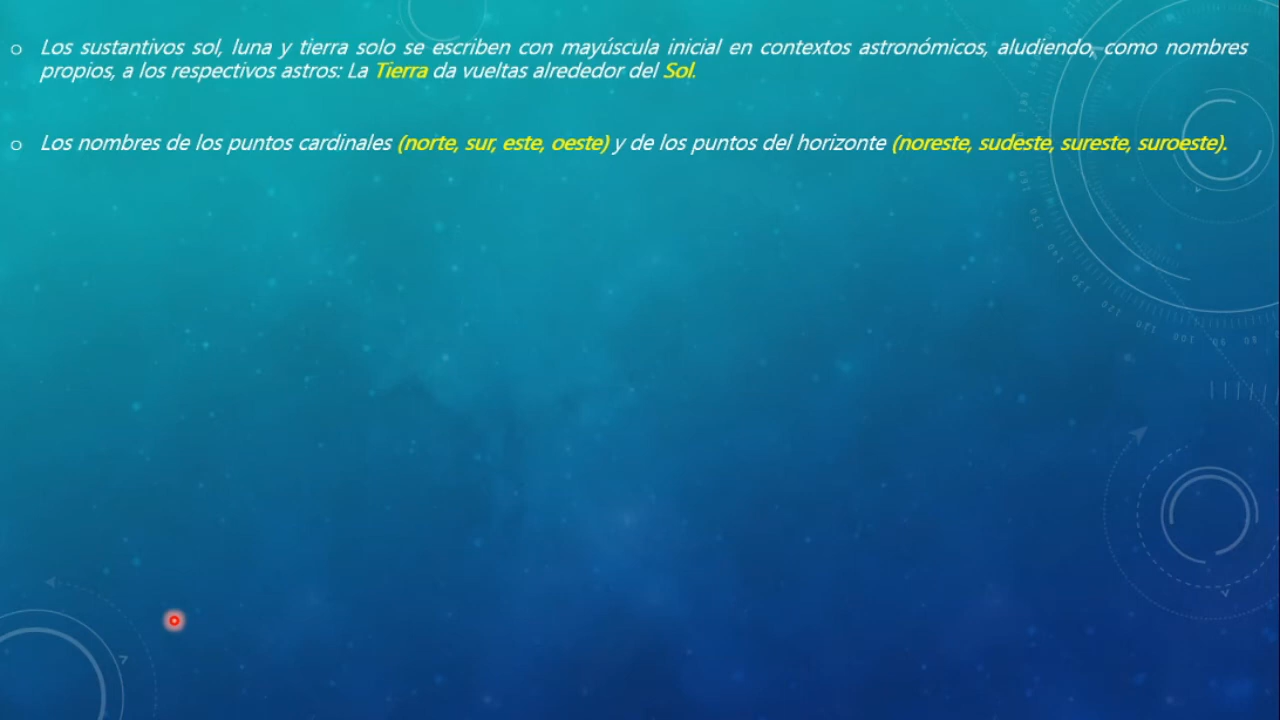 o Los sustantivos sol, luna y tierra solo se escriben con mayúscula inicial en contextos astronómicos, aludiendo, como nombres
propios, a los respectivos astros: La Tierra da vueltas alrededor del Sol.
o Los nombres de los puntos cardinales (norte, sur, este, oeste) y de los puntos del horizonte (noreste, sudeste, sureste, suroeste).